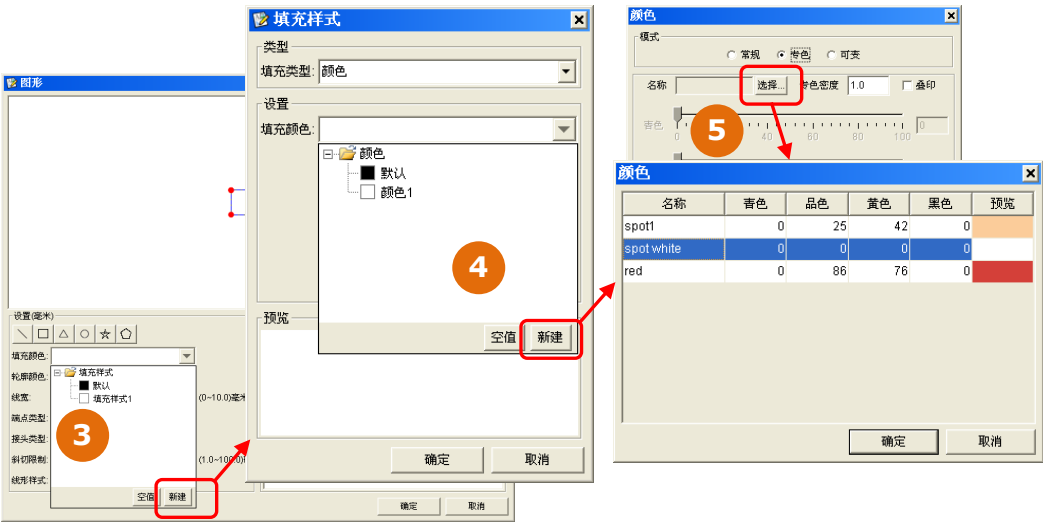 图形
设置(毫米)
填充颜色:
轮廓颜色:
线宽:
(0~10.0)毫米
端点类型:
接头类型:
斜切限制:
(1.0~100.0)
线形样式:
填充样式
默认
填充样式1
3
空值
新建
确定
取消
填充样式
类型
填充类型: 颜色
设置
填充颜色:
颜色
默认
颜色1
4
空值
新建
预览
确定
取消
颜色
模式
常规 专色 可变
名称 选择... 专色密度 1.0 叠印
青色 0 40 60 80 100 0
5
颜色
名称 青色 品色 黄色 黑色 预览
spot1 0 25 42 0
spot white 0 0 0 0
red 0 86 76 0
确定
取消